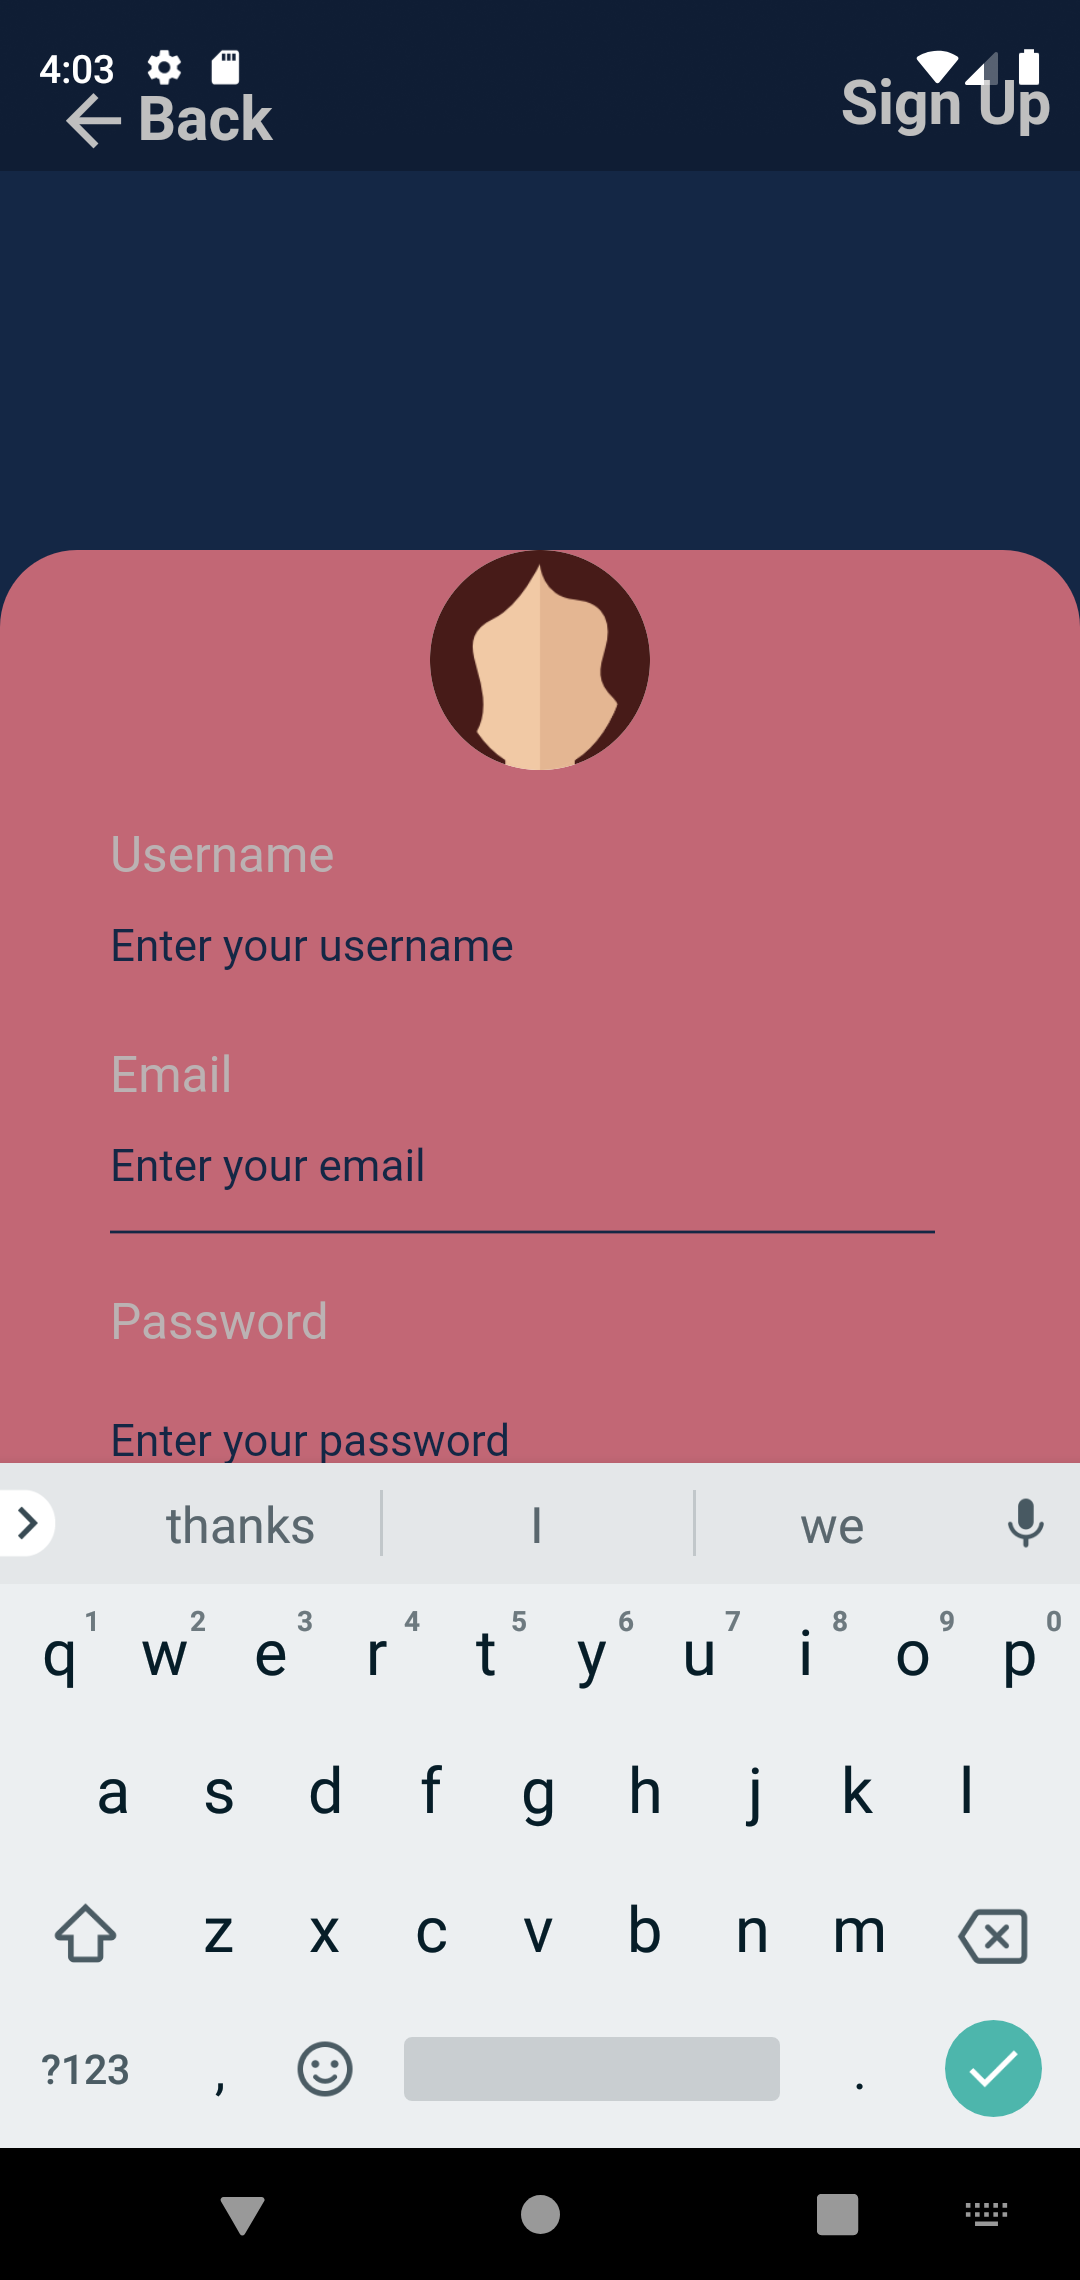 4:03
Back
Sign Up
Username
Enter your username
Email
Enter your email
Password
Enter your password
thanks I we
1 2 3 4 5 6 7 8 9 0
q w e r t y u i o p
a s d f g h j k l
z x c v b n m
?123 , .